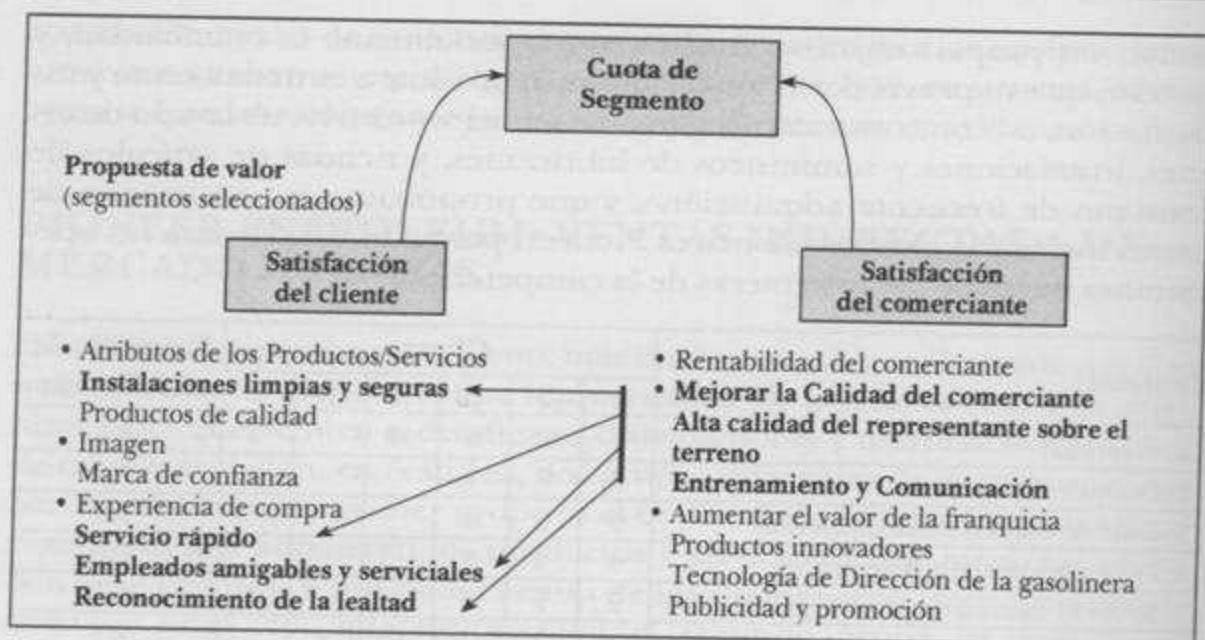 Cuota de
Segmento
Propuesta de valor
(segmentos seleccionados)
Satisfacción
del cliente
Satisfacción
del comerciante
• Atributos de los Productos/Servicios
Instalaciones limpias y seguras
Productos de calidad
• Imagen
Marca de confianza
• Experiencia de compra
Servicio rápido
Empleados amigables y serviciales
Reconocimiento de la lealtad
• Rentabilidad del comerciante
• Mejorar la Calidad del comerciante
Alta calidad del representante sobre el
terreno
Entrenamiento y Comunicación
• Aumentar el valor de la franquicia
Productos innovadores
Tecnología de Dirección de la gasolinera
Publicidad y promoción